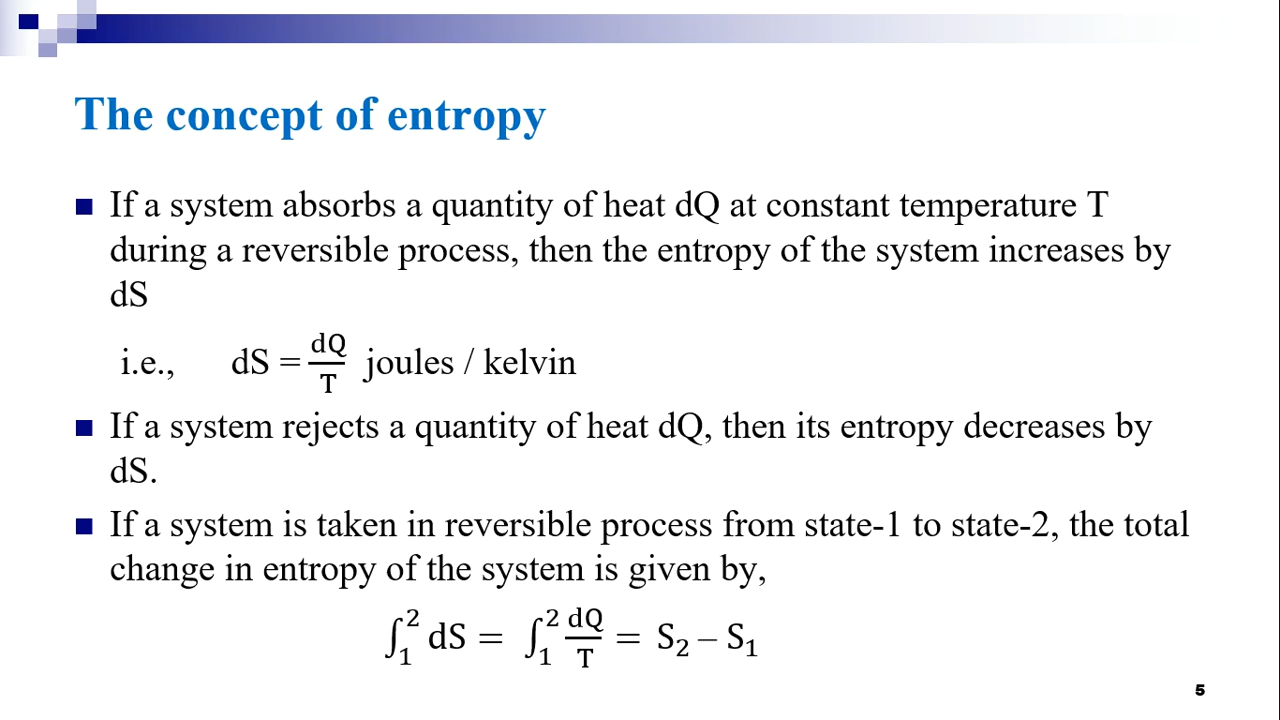 The concept of entropy
■ If a system absorbs a quantity of heat dQ at constant temperature T
during a reversible process, then the entropy of the system increases by
dS
i.e., dS = dQ/T joules / kelvin
■ If a system rejects a quantity of heat dQ, then its entropy decreases by
dS.
■ If a system is taken in reversible process from state-1 to state-2, the total
change in entropy of the system is given by,
∫₁² dS = ∫₁² dQ/T = S₂ – S₁
5